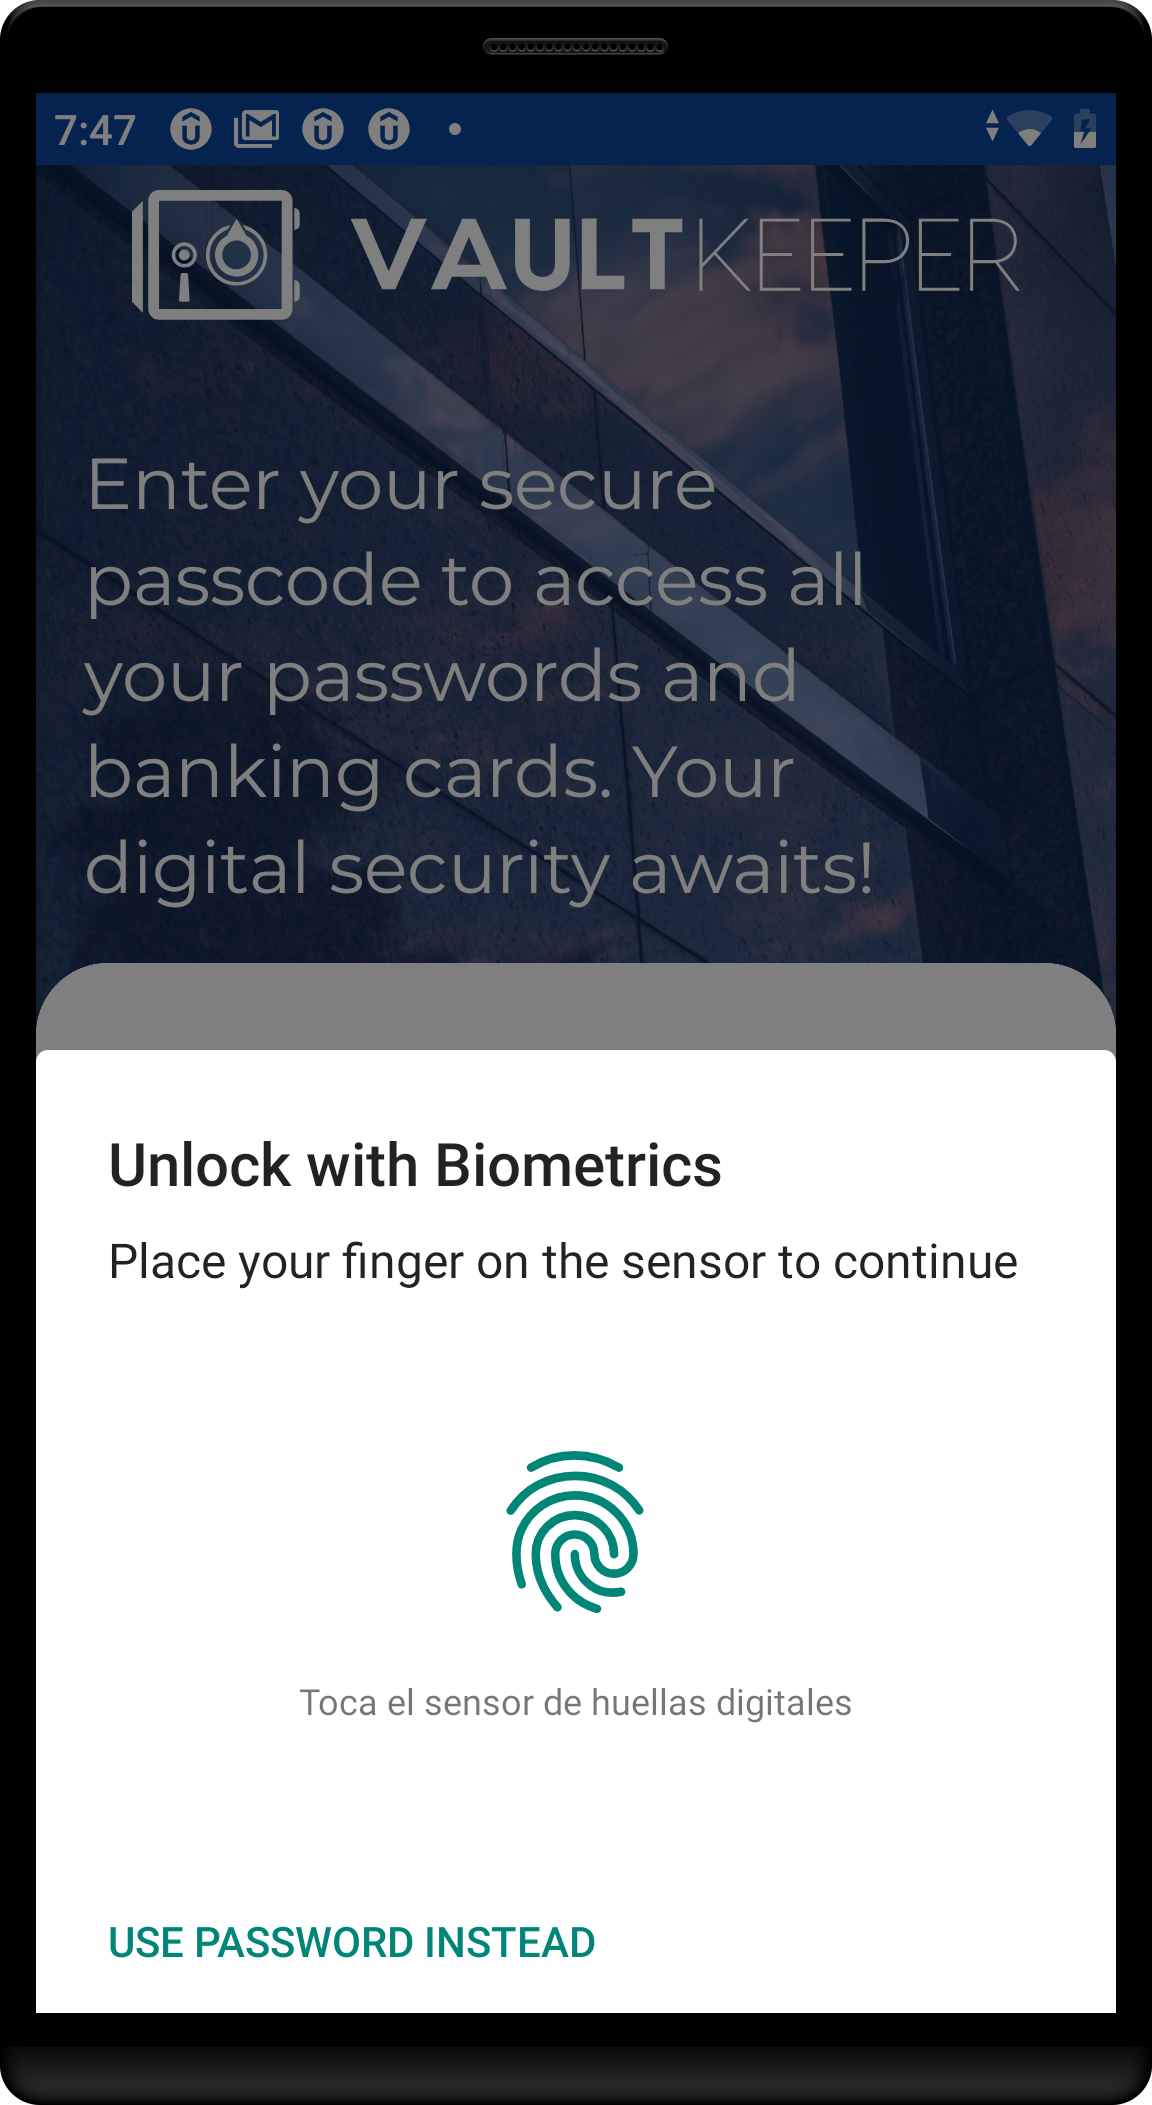 7:47
VAULTKEEPER
Enter your secure
passcode to access all
your passwords and
banking cards. Your
digital security awaits!
Unlock with Biometrics
Place your finger on the sensor to continue
Toca el sensor de huellas digitales
USE PASSWORD INSTEAD